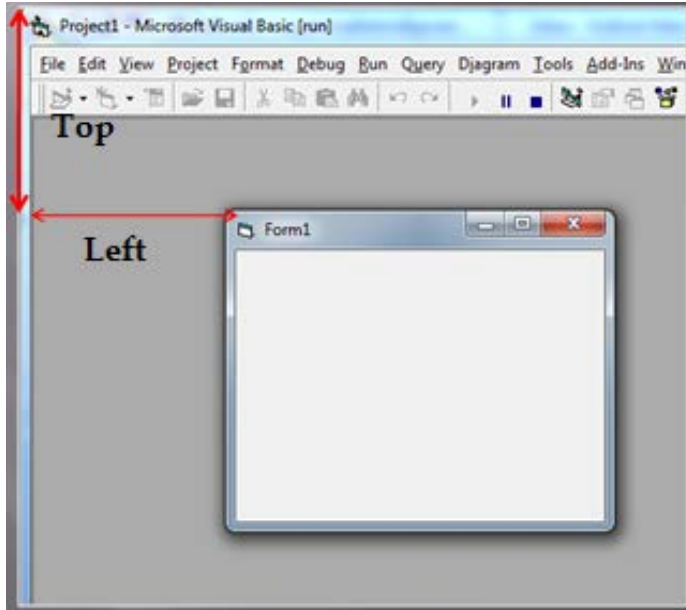 Project1 - Microsoft Visual Basic [run]
File Edit View Project Format Debug Run Query Diagram Tools Add-Ins Win
Top
Left
Form1